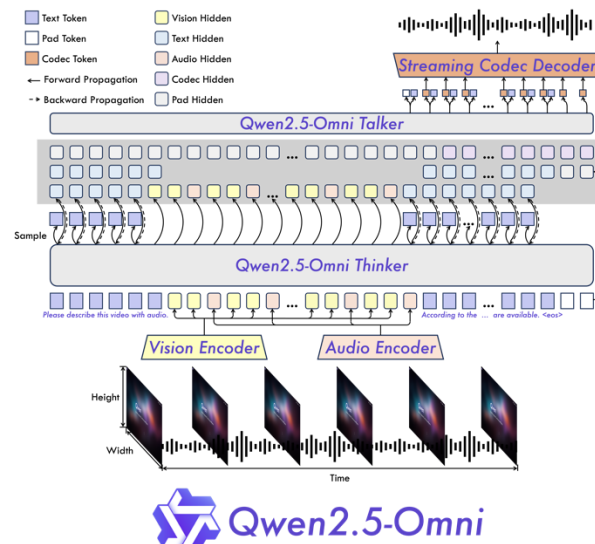 Text Token
Pad Token
Codec Token
Forward Propagation
Backward Propagation
Vision Hidden
Text Hidden
Audio Hidden
Codec Hidden
Pad Hidden
Streaming Codec Decoder
...
Qwen2.5-Omni Talker
... ...
...
...
Sample
...
Qwen2.5-Omni Thinker
... ...
Please describe this video with audio.
According to the ... are available. <eos>
Vision Encoder
Audio Encoder
Height
Width
Time
Qwen2.5-Omni